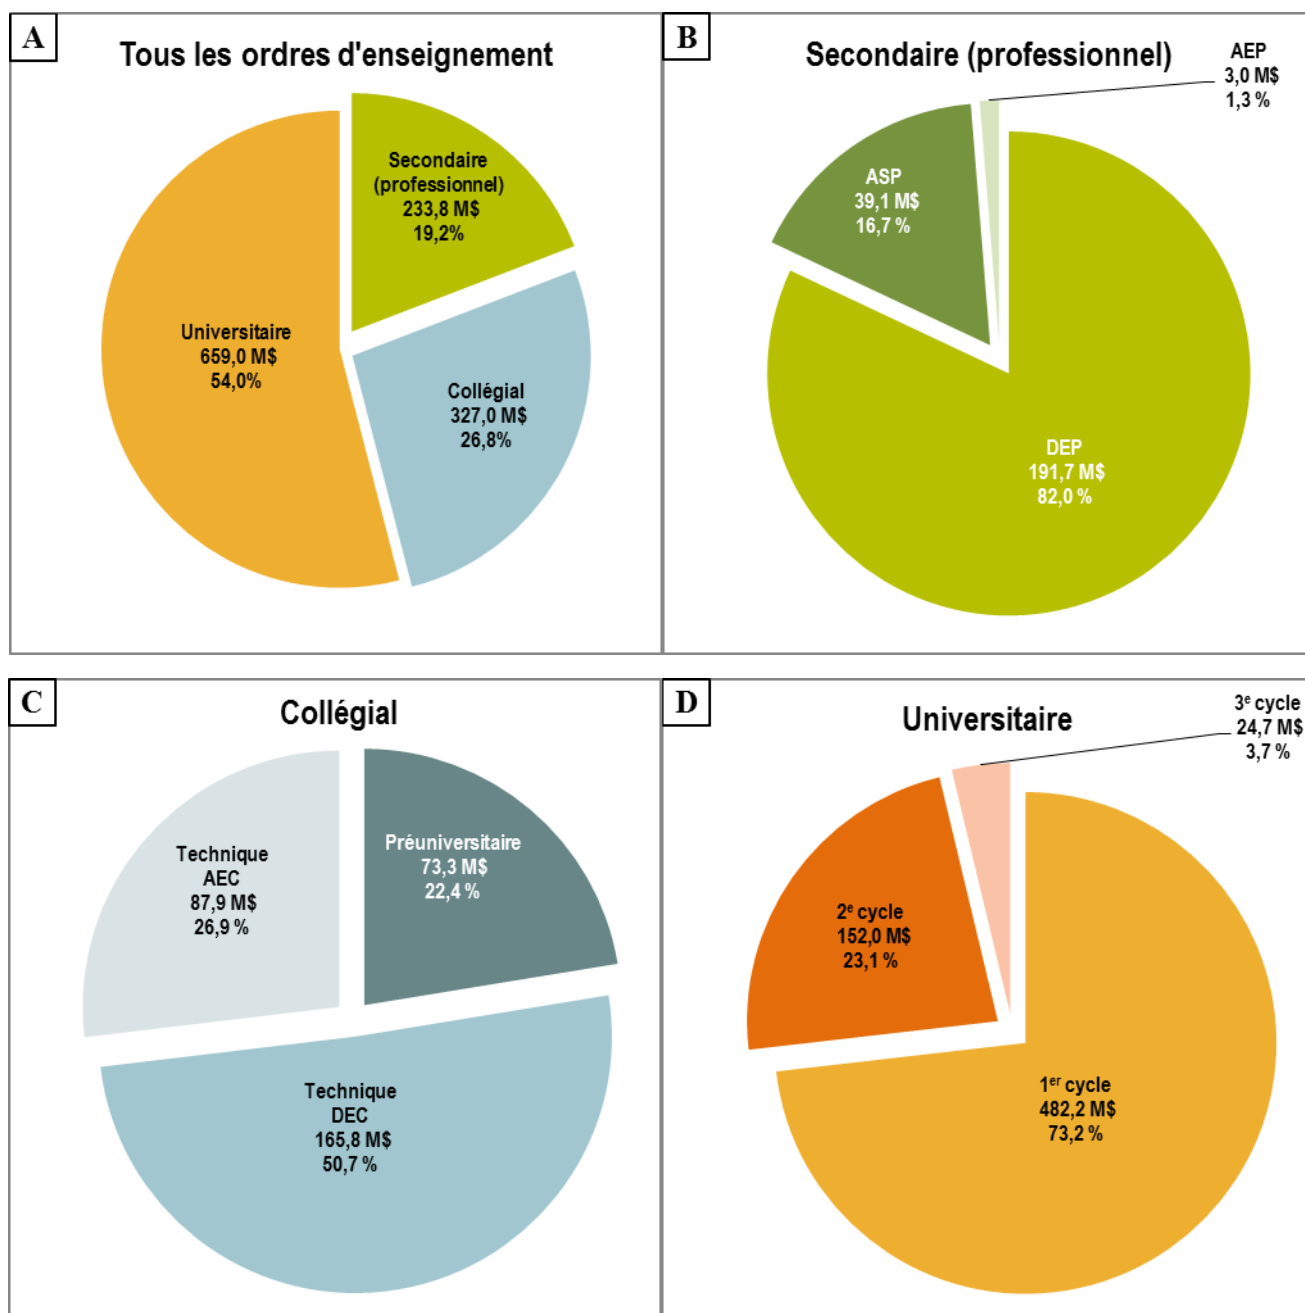 A
Tous les ordres d'enseignement
Secondaire
(professionnel)
233,8 M$
19,2%
Universitaire
659,0 M$
54,0%
Collégial
327,0 M$
26,8%
B
Secondaire (professionnel)
AEP
3,0 M$
1,3 %
ASP
39,1 M$
16,7 %
DEP
191,7 M$
82,0 %
C
Collégial
Technique
AEC
87,9 M$
26,9 %
Préuniversitaire
73,3 M$
22,4 %
Technique
DEC
165,8 M$
50,7 %
D
Universitaire
3e cycle
24,7 M$
3,7 %
2e cycle
152,0 M$
23,1 %
1er cycle
482,2 M$
73,2 %